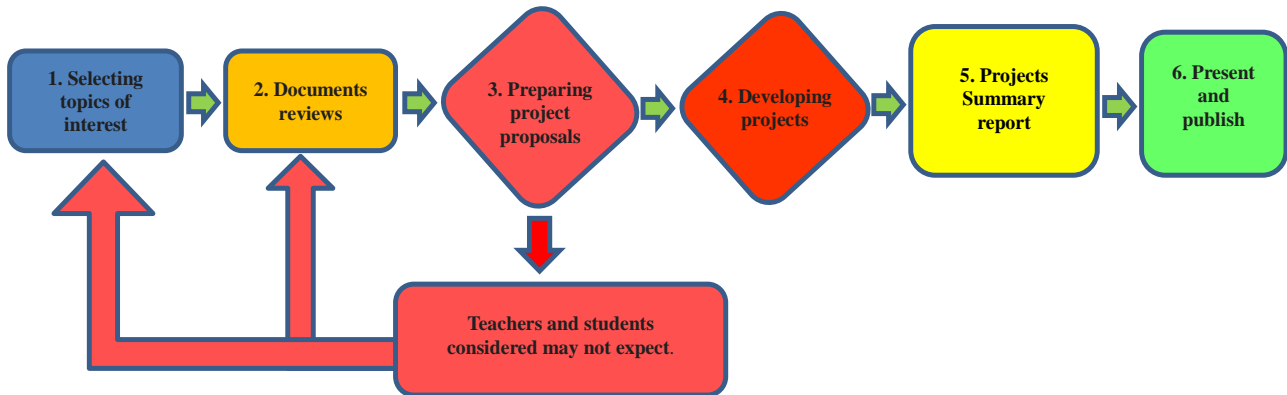 1. Selecting
topics of
interest
2. Documents
reviews
3. Preparing
project
proposals
4. Developing
projects
5. Projects
Summary
report
6. Present
and
publish
Teachers and students
considered may not expect.